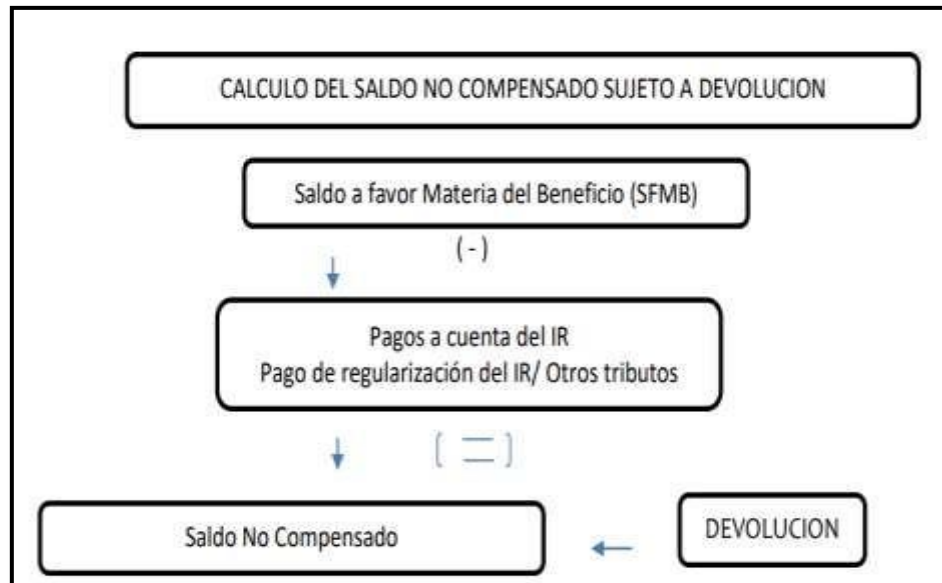 CALCULO DEL SALDO NO COMPENSADO SUJETO A DEVOLUCION
Saldo a favor Materia del Beneficio (SFMB)
( - )
Pagos a cuenta del IR
Pago de regularización del IR/ Otros tributos
( = )
Saldo No Compensado
DEVOLUCION